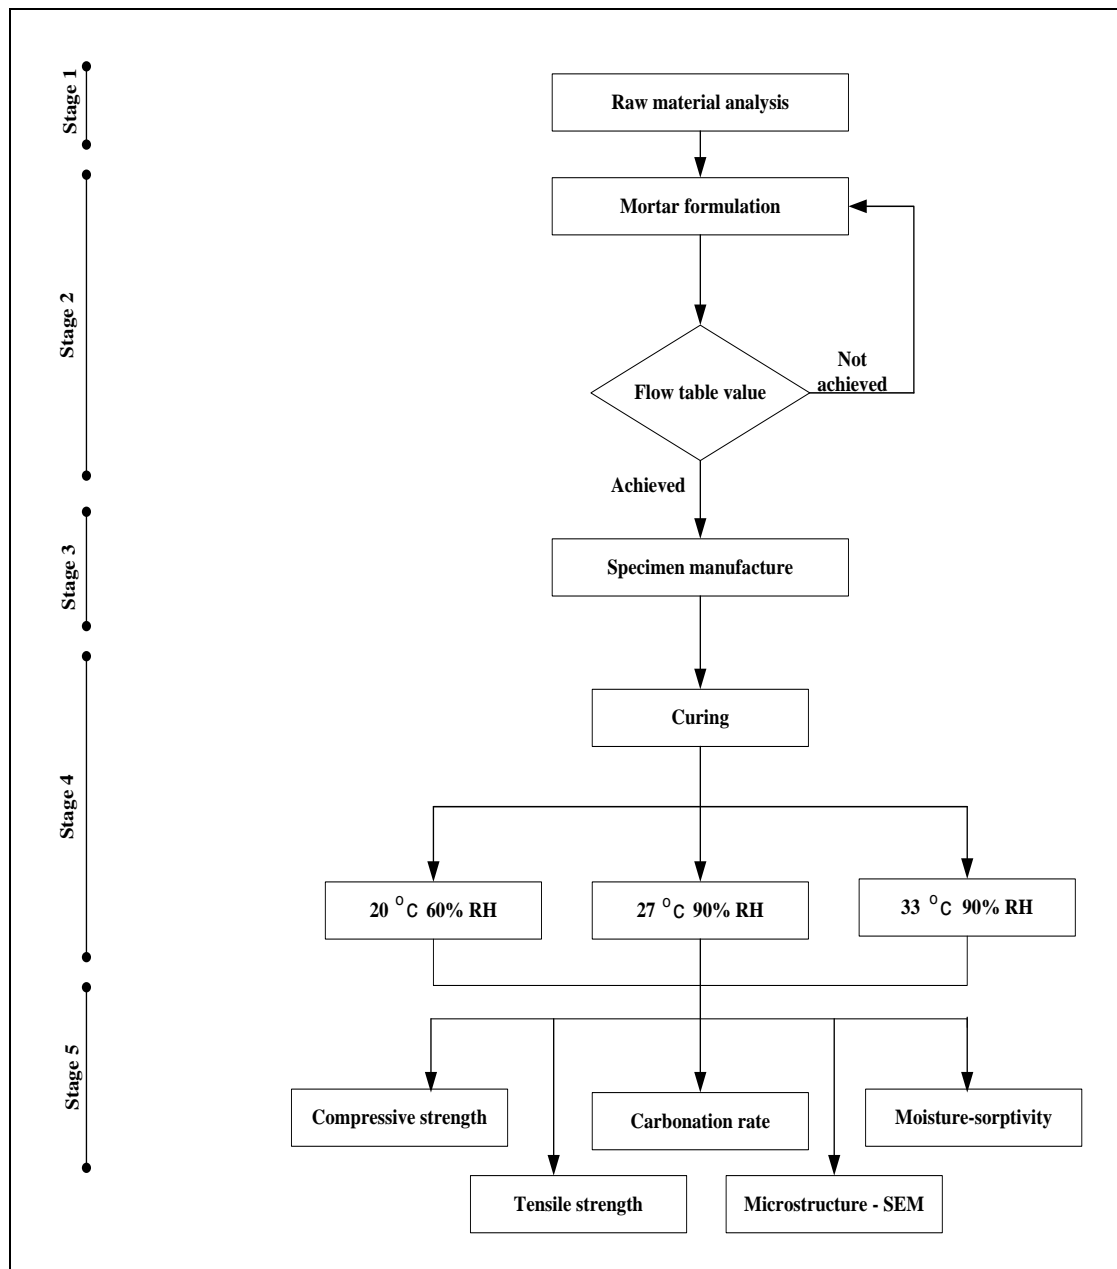 Stage 1
Raw material analysis
Stage 2
Mortar formulation
Not
achieved
Flow table value
Achieved
Stage 3
Specimen manufacture
Stage 4
Curing
20 °C 60% RH
27 °C 90% RH
33 °C 90% RH
Stage 5
Compressive strength
Carbonation rate
Moisture-sorptivity
Tensile strength
Microstructure - SEM